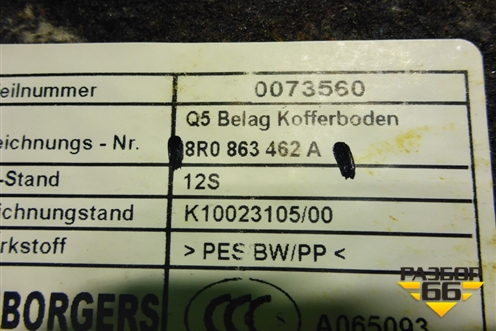 eilnummer 0073560
Q5 Belag Kofferboden
eichnungs - Nr. 8R0 863 462 A
-Stand 12S
ichnungstand K10023105/00
rkstoff > PES BW/PP <
BORGERS CCC A065093
РАЗБОР
66